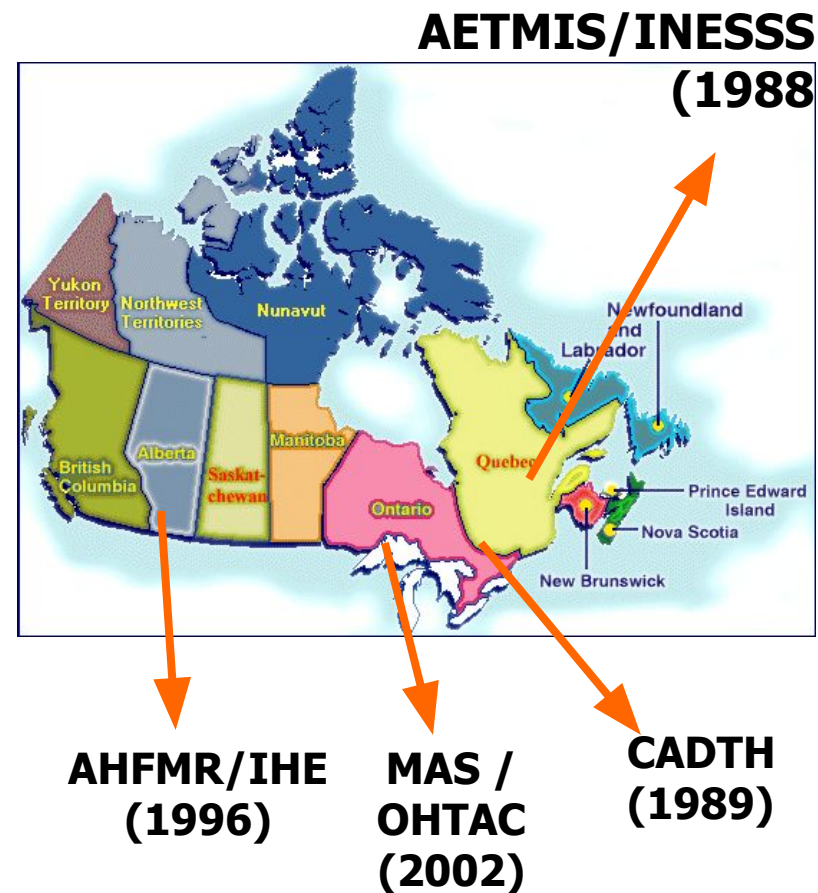 AETMIS/INESSS
(1988
Yukon
Territory
Northwest
Territories
Nunavut
Newfoundland
and
Labrador
British
Columbia
Alberta
Saskat-
chewan
Manitoba
Ontario
Quebec
Prince Edward
Island
Nova Scotia
New Brunswick
AHFMR/IHE
(1996)
MAS /
OHTAC
(2002)
CADTH
(1989)